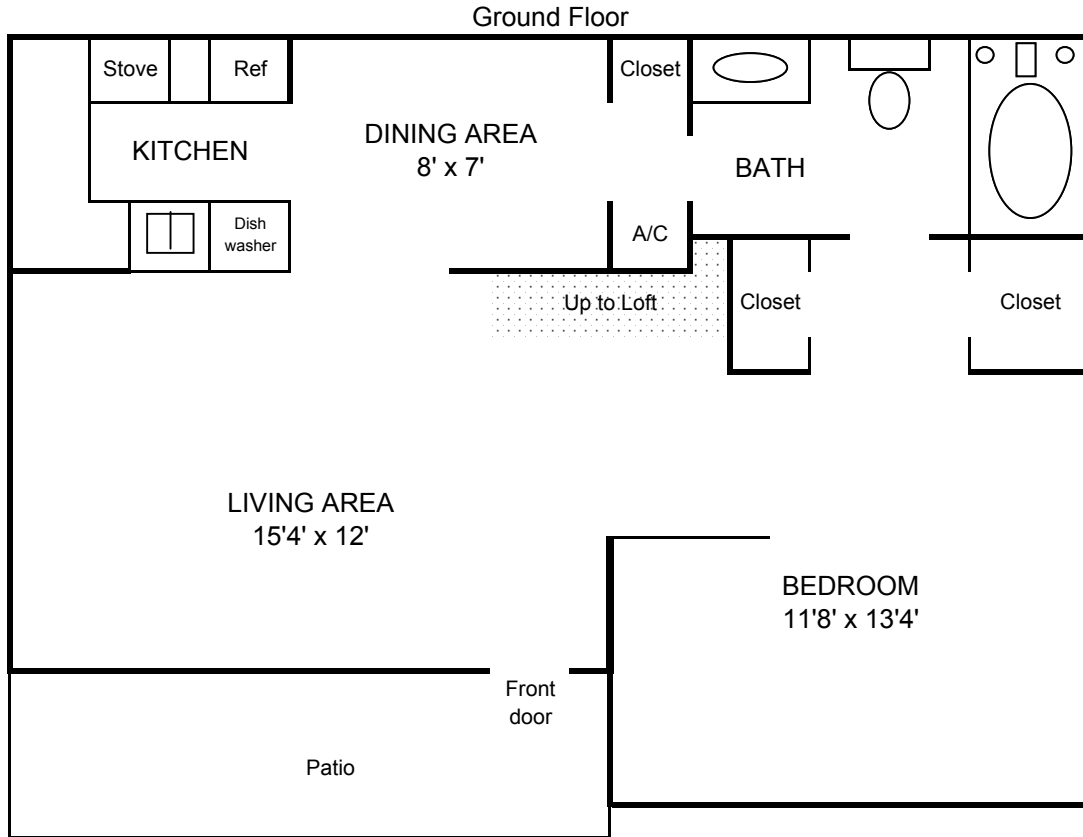 Ground Floor
Stove
Ref
Closet
KITCHEN
DINING AREA
8' x 7'
BATH
Dish
washer
A/C
Up to Loft
Closet
Closet
LIVING AREA
15'4' x 12'
BEDROOM
11'8' x 13'4'
Front
door
Patio